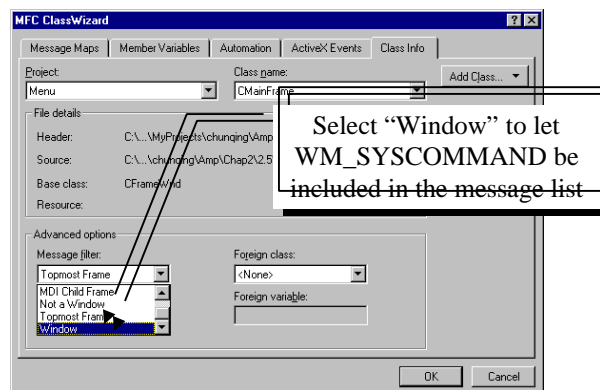 MFC ClassWizard
Message Maps Member Variables Automation ActiveX Events Class Info
Project: Class name:
Menu CMainFrame Add Class...
File details
Header: C:\...\MyProjects\chunqing\Amp
Source: C:\...\chunqing\Amp\Chap2\2.5
Base class: CFrameWnd
Resource:
Select “Window” to let
WM_SYSCOMMAND be
included in the message list
Advanced options
Message filter: Foreign class:
Topmost Frame <None>
MDI Child Frame
Not a Window Foreign variable:
Topmost Frame
Window
OK Cancel